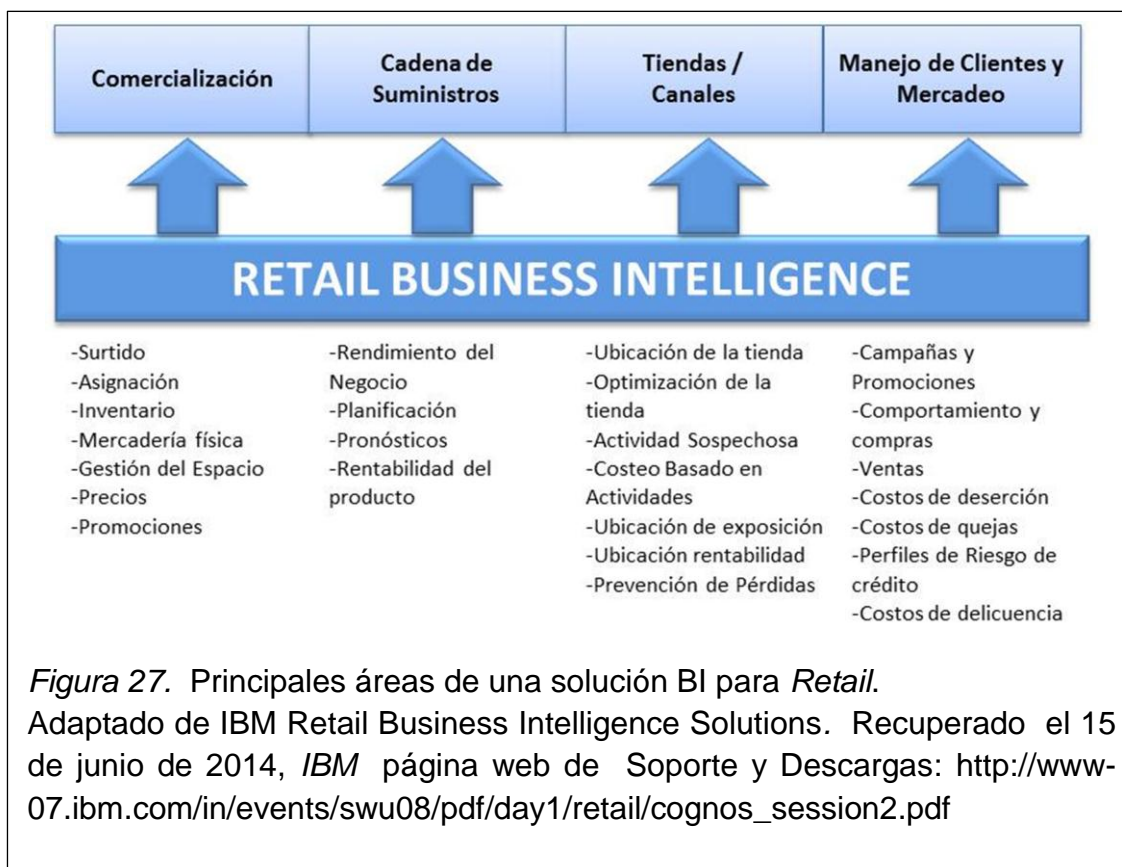 Comercialización
Cadena de
Suministros
Tiendas /
Canales
Manejo de Clientes y
Mercadeo
RETAIL BUSINESS INTELLIGENCE
-Surtido
-Asignación
-Inventario
-Mercadería física
-Gestión del Espacio
-Precios
-Promociones
-Rendimiento del
Negocio
-Planificación
-Pronósticos
-Rentabilidad del
producto
-Ubicación de la tienda
-Optimización de la
tienda
-Actividad Sospechosa
-Costeo Basado en
Actividades
-Ubicación de exposición
-Ubicación rentabilidad
-Prevención de Pérdidas
-Campañas y
Promociones
-Comportamiento y
compras
-Ventas
-Costos de deserción
-Costos de quejas
-Perfiles de Riesgo de
crédito
-Costos de delicuencia
Figura 27. Principales áreas de una solución BI para Retail.
Adaptado de IBM Retail Business Intelligence Solutions. Recuperado el 15
de junio de 2014, IBM página web de Soporte y Descargas: http://www-
07.ibm.com/in/events/swu08/pdf/day1/retail/cognos_session2.pdf